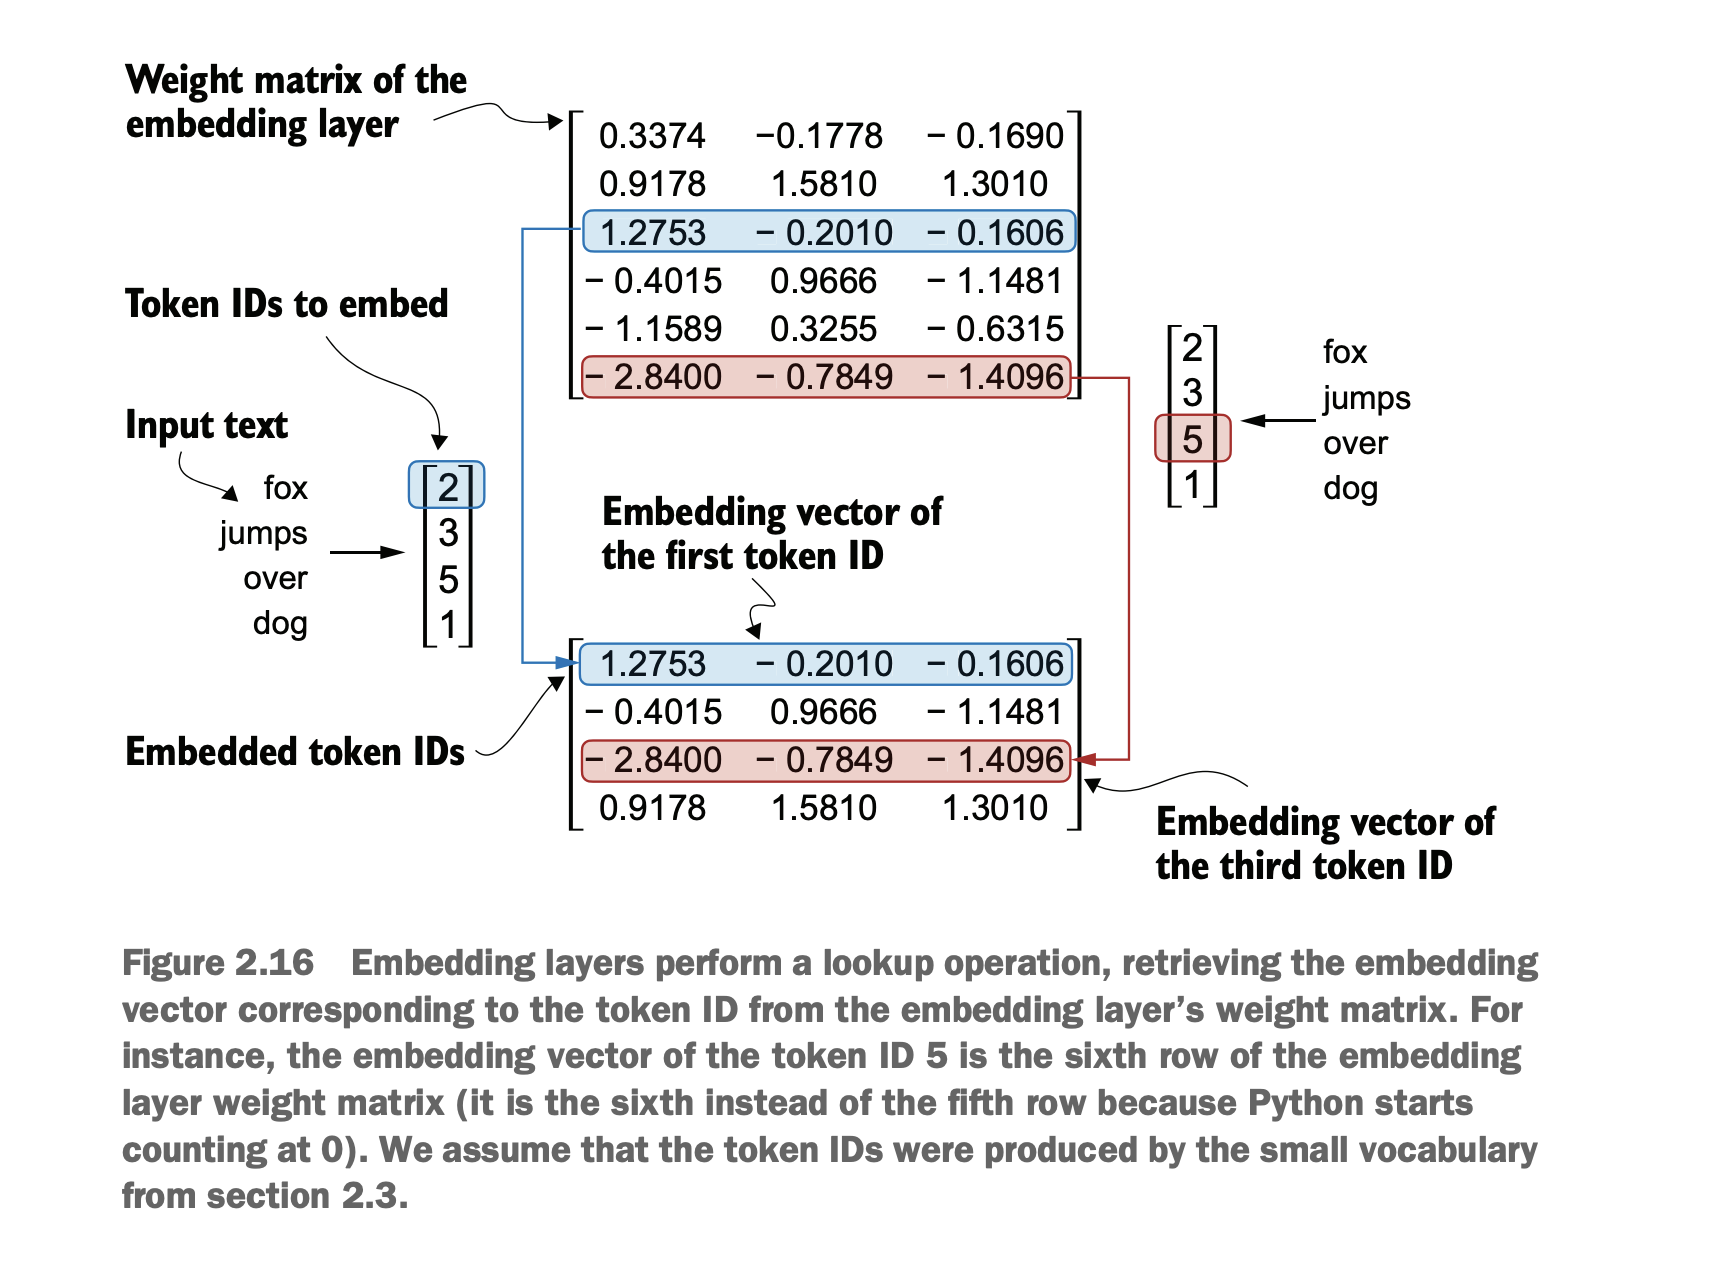 Weight matrix of the
embedding layer
0.3374 −0.1778 − 0.1690
0.9178 1.5810 1.3010
1.2753 − 0.2010 − 0.1606
− 0.4015 0.9666 − 1.1481
− 1.1589 0.3255 − 0.6315
− 2.8400 − 0.7849 − 1.4096
Token IDs to embed
Input text
fox
jumps
over
dog
2
3
5
1
2
3
5
1
fox
jumps
over
dog
Embedding vector of
the first token ID
1.2753 − 0.2010 − 0.1606
− 0.4015 0.9666 − 1.1481
− 2.8400 − 0.7849 − 1.4096
0.9178 1.5810 1.3010
Embedded token IDs
Embedding vector of
the third token ID
Figure 2.16 Embedding layers perform a lookup operation, retrieving the embedding
vector corresponding to the token ID from the embedding layer’s weight matrix. For
instance, the embedding vector of the token ID 5 is the sixth row of the embedding
layer weight matrix (it is the sixth instead of the fifth row because Python starts
counting at 0). We assume that the token IDs were produced by the small vocabulary
from section 2.3.